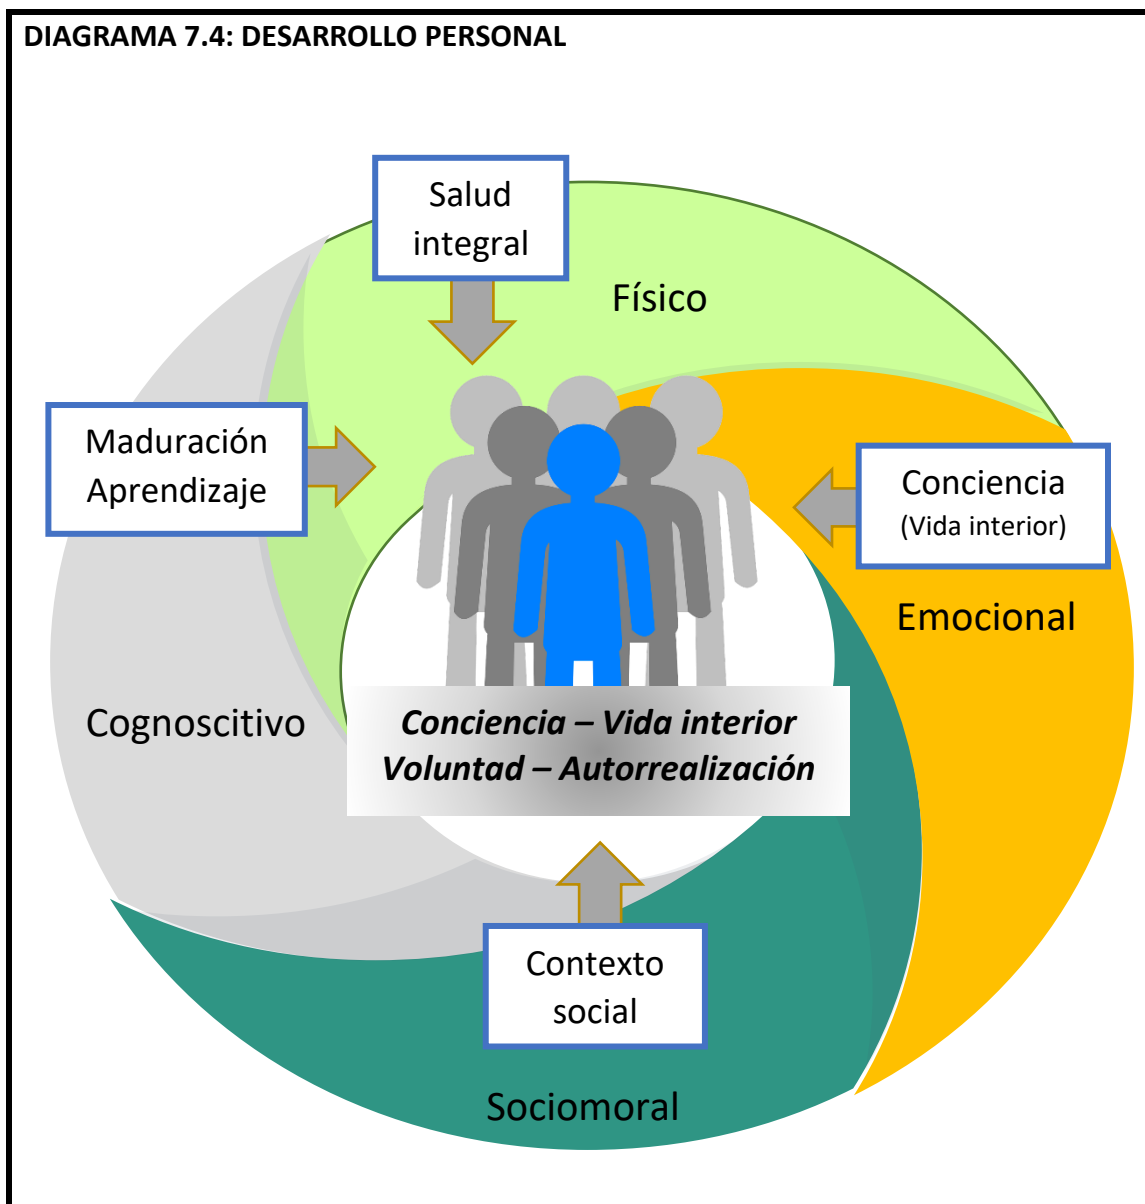 DIAGRAMA 7.4: DESARROLLO PERSONAL
Salud
integral
Físico
Maduración
Aprendizaje
Conciencia
(Vida interior)
Emocional
Cognoscitivo
Conciencia – Vida interior
Voluntad – Autorrealización
Contexto
social
Sociomoral